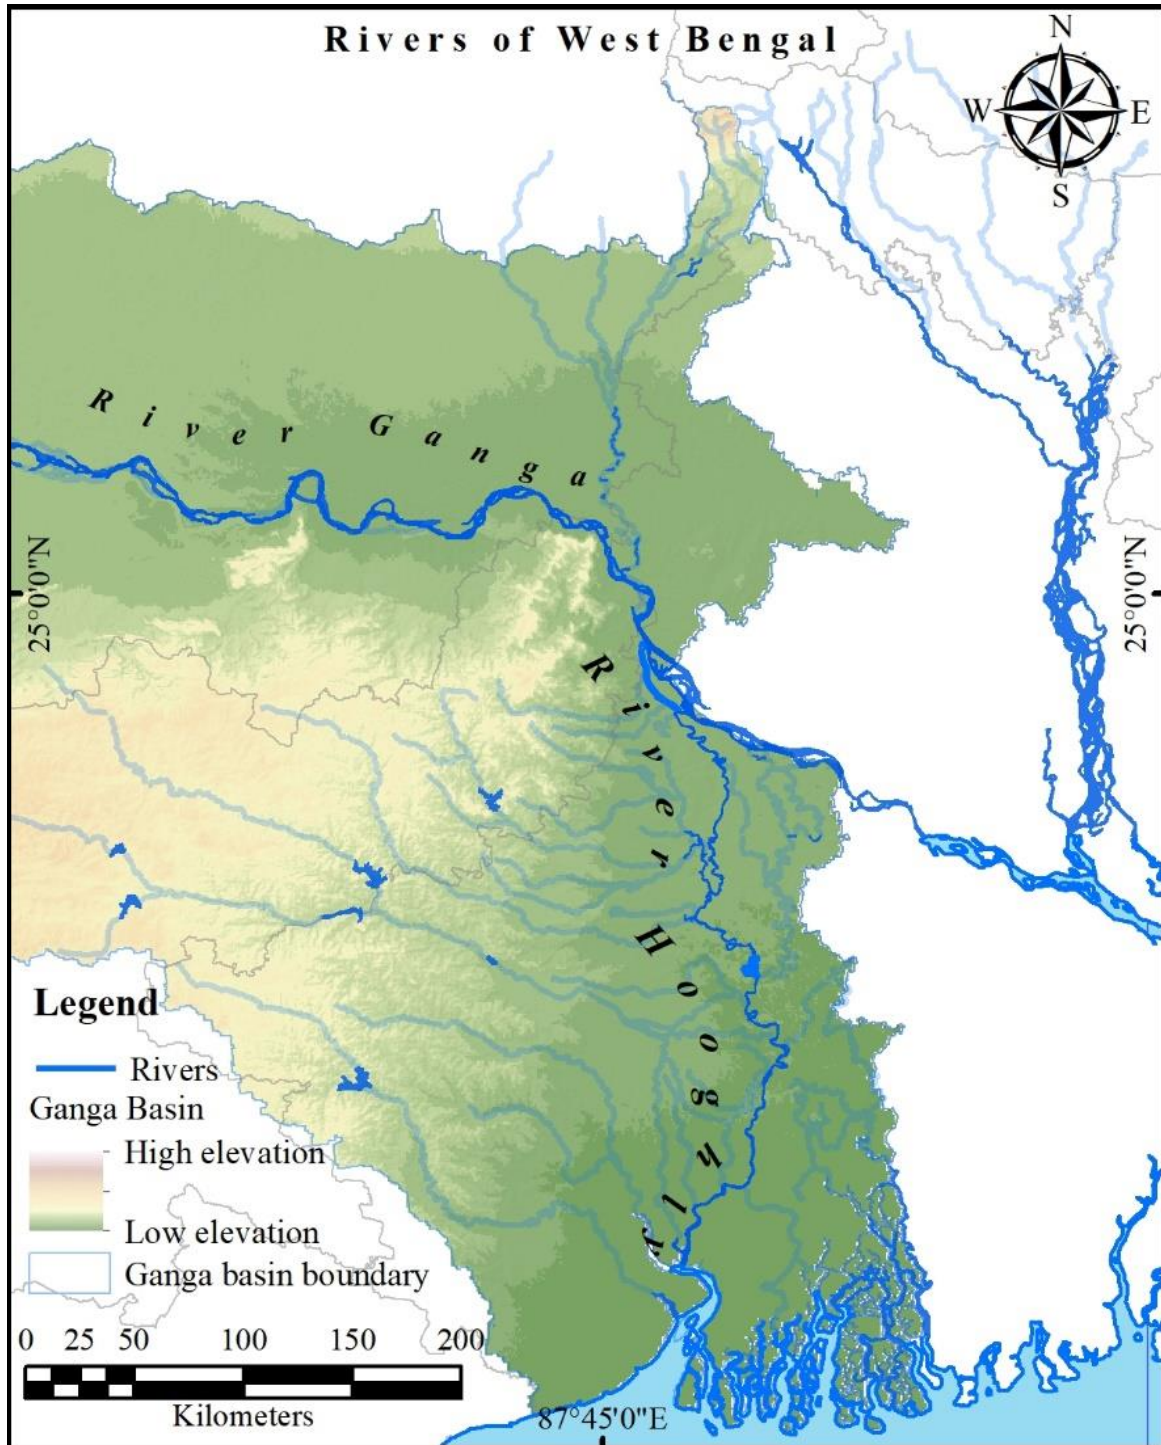 Rivers of West Bengal
N
W E
S
River Ganga
25°0'0"N
25°0'0"N
River Hooghly
Legend
Rivers
Ganga Basin
High elevation
Low elevation
Ganga basin boundary
0 25 50 100 150 200
Kilometers
87°45'0"E